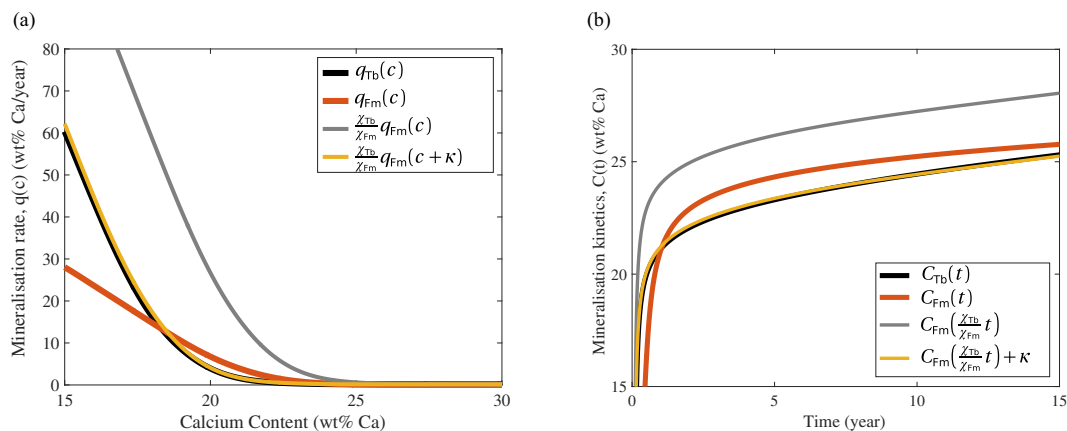 (a)
80
70
60
50
40
30
20
10
0
15
20
25
30
Mineralisation rate, q(c) (wt% Ca/year)
Calcium Content (wt% Ca)
q_Tb(c)
q_Fm(c)
χ_Tb/χ_Fm q_Fm(c)
χ_Tb/χ_Fm q_Fm(c + κ)
(b)
30
25
20
15
0
5
10
15
Mineralisation kinetics, C(t) (wt% Ca)
Time (year)
C_Tb(t)
C_Fm(t)
C_Fm(χ_Tb/χ_Fm t)
C_Fm(χ_Tb/χ_Fm t) + κ